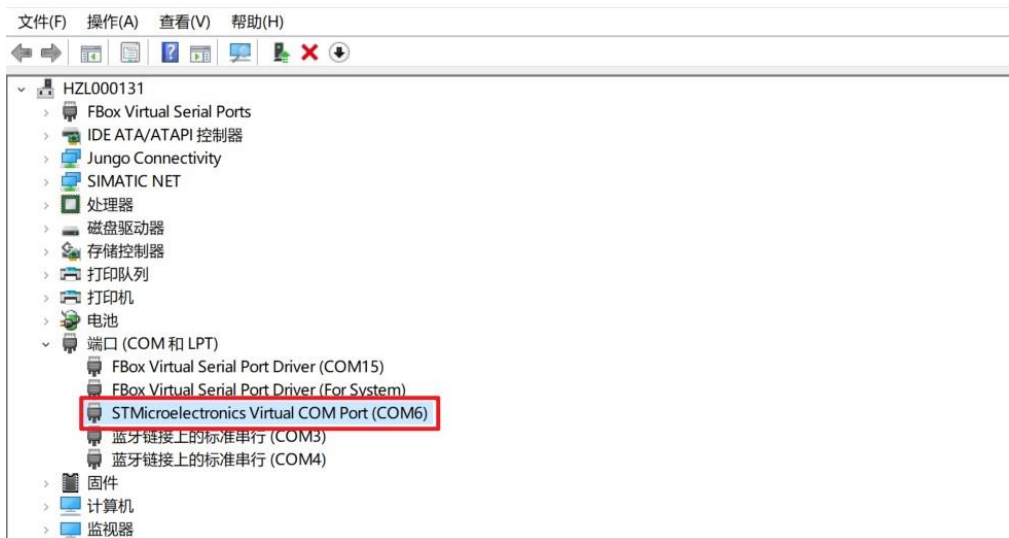 文件(F) 操作(A) 查看(V) 帮助(H)
HZL000131
FBox Virtual Serial Ports
IDE ATA/ATAPI 控制器
Jungo Connectivity
SIMATIC NET
处理器
磁盘驱动器
存储控制器
打印队列
打印机
电池
端口 (COM 和 LPT)
FBox Virtual Serial Port Driver (COM15)
FBox Virtual Serial Port Driver (For System)
STMicroelectronics Virtual COM Port (COM6)
蓝牙链接上的标准串行 (COM3)
蓝牙链接上的标准串行 (COM4)
固件
计算机
监视器